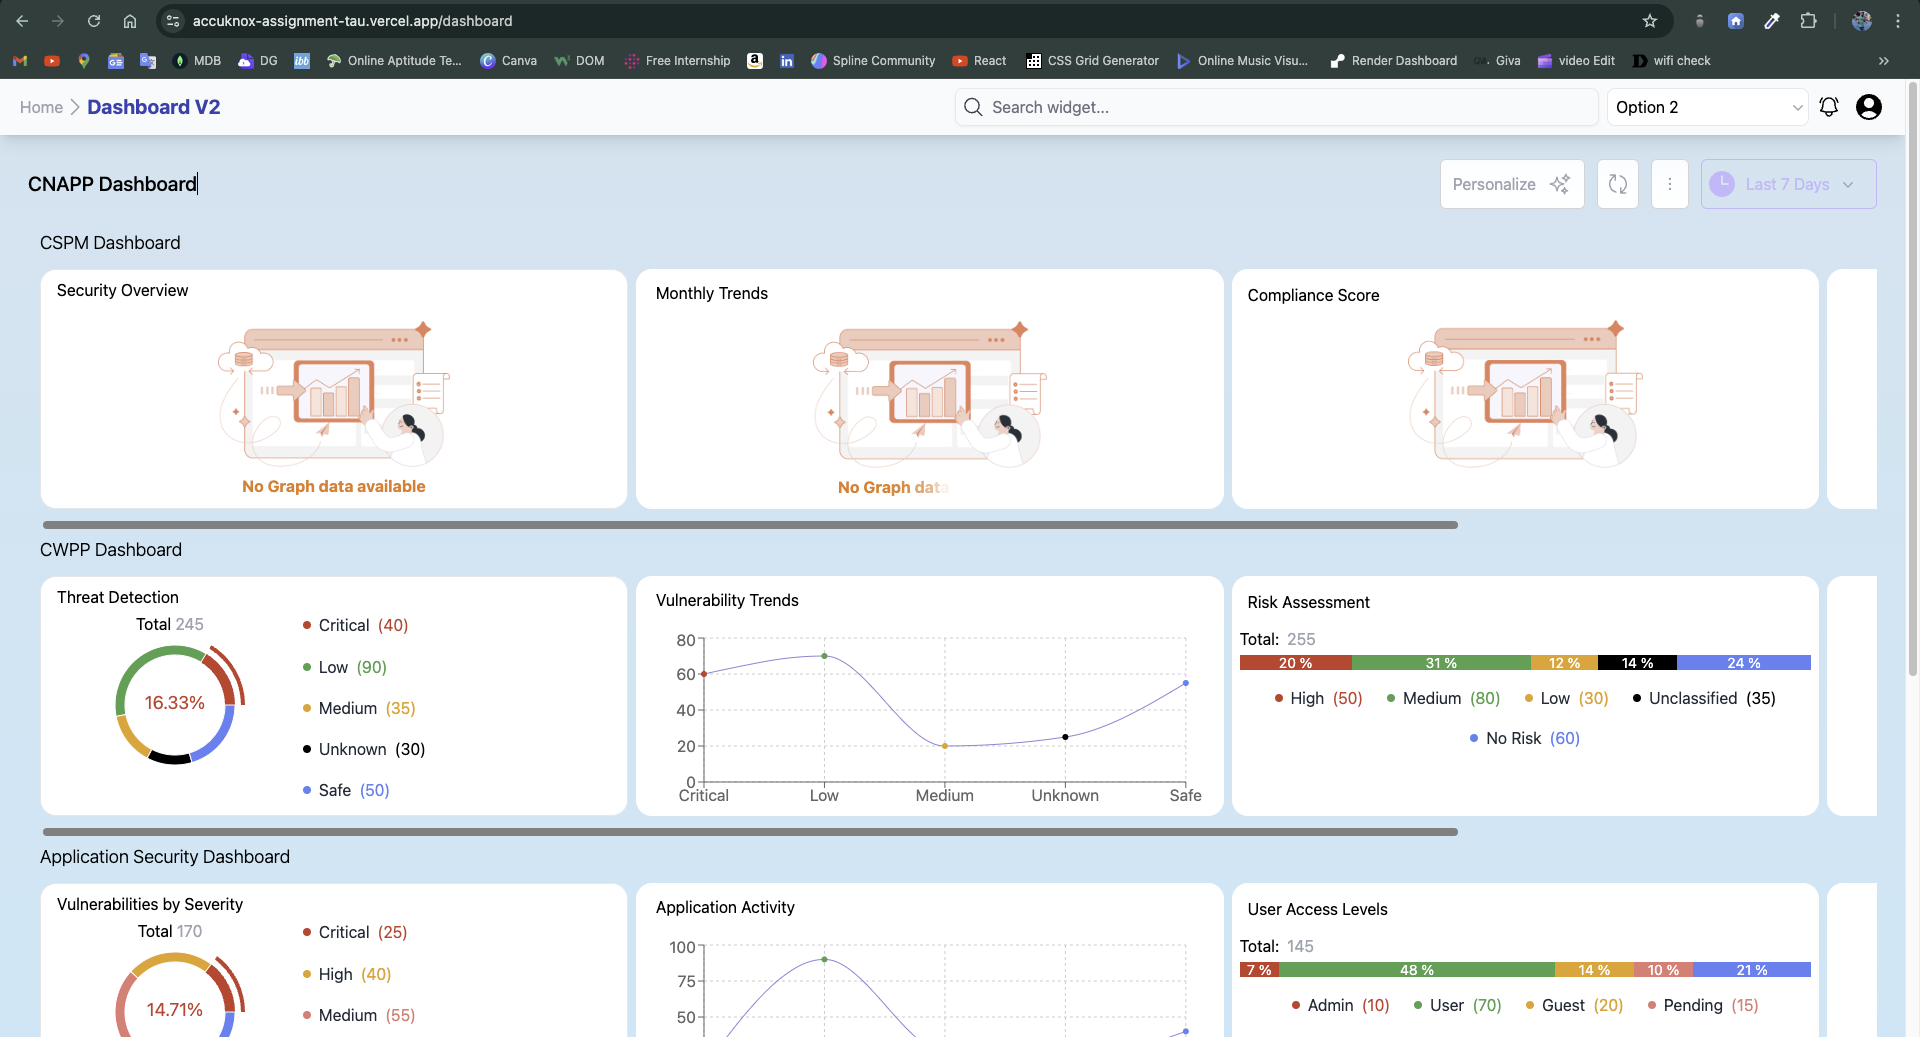 accuknox-assignment-tau.vercel.app/dashboard
MDB DG ibb Online Aptitude Te... Canva DOM Free Internship React Spline Community CSS Grid Generator Online Music Visu... Render Dashboard Giva video Edit wifi check »
Home Dashboard V2 Search widget... Option 2
CNAPP Dashboard Personalize Last 7 Days
CSPM Dashboard
Security Overview Monthly Trends Compliance Score
No Graph data available No Graph data
CWPP Dashboard
Threat Detection
Total 245
16.33%
Critical (40)
Low (90)
Medium (35)
Unknown (30)
Safe (50)
Vulnerability Trends
80
60
40
20
0
Critical Low Medium Unknown Safe
Risk Assessment
Total: 255
20 % 31 % 12 % 14 % 24 %
High (50) Medium (80) Low (30) Unclassified (35)
No Risk (60)
Application Security Dashboard
Vulnerabilities by Severity
Total 170
14.71%
Critical (25)
High (40)
Medium (55)
Application Activity
100
75
50
User Access Levels
Total: 145
7 % 48 % 14 % 10 % 21 %
Admin (10) User (70) Guest (20) Pending (15)